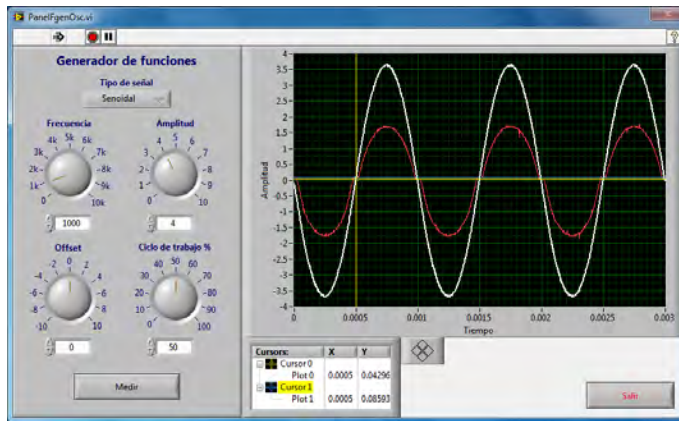 PanelFgenOsc.vi
Generador de funciones
Tipo de señal
Senoidal
Frecuencia
Amplitud
4k 5k 6k
3k 7k
2k 8k
1k 9k
0 10k
1000
4 5 6
3 7
2 8
1 9
0 10
4
Offset
Ciclo de trabajo %
-2 0 2
-4 4
-6 6
-8 8
-10 10
0
40 50 60
30 70
20 80
10 90
0 100
50
Medir
Amplitud
4
3.5
3
2.5
2
1.5
1
0.5
0
-0.5
-1
-1.5
-2
-2.5
-3
-3.5
-4
0 0.0005 0.001 0.0015 0.002 0.0025 0.003
Tiempo
Cursors: X Y
Cursor 0
Plot 0 0.0005 0.04296
Cursor 1
Plot 1 0.0005 0.08593
Salir